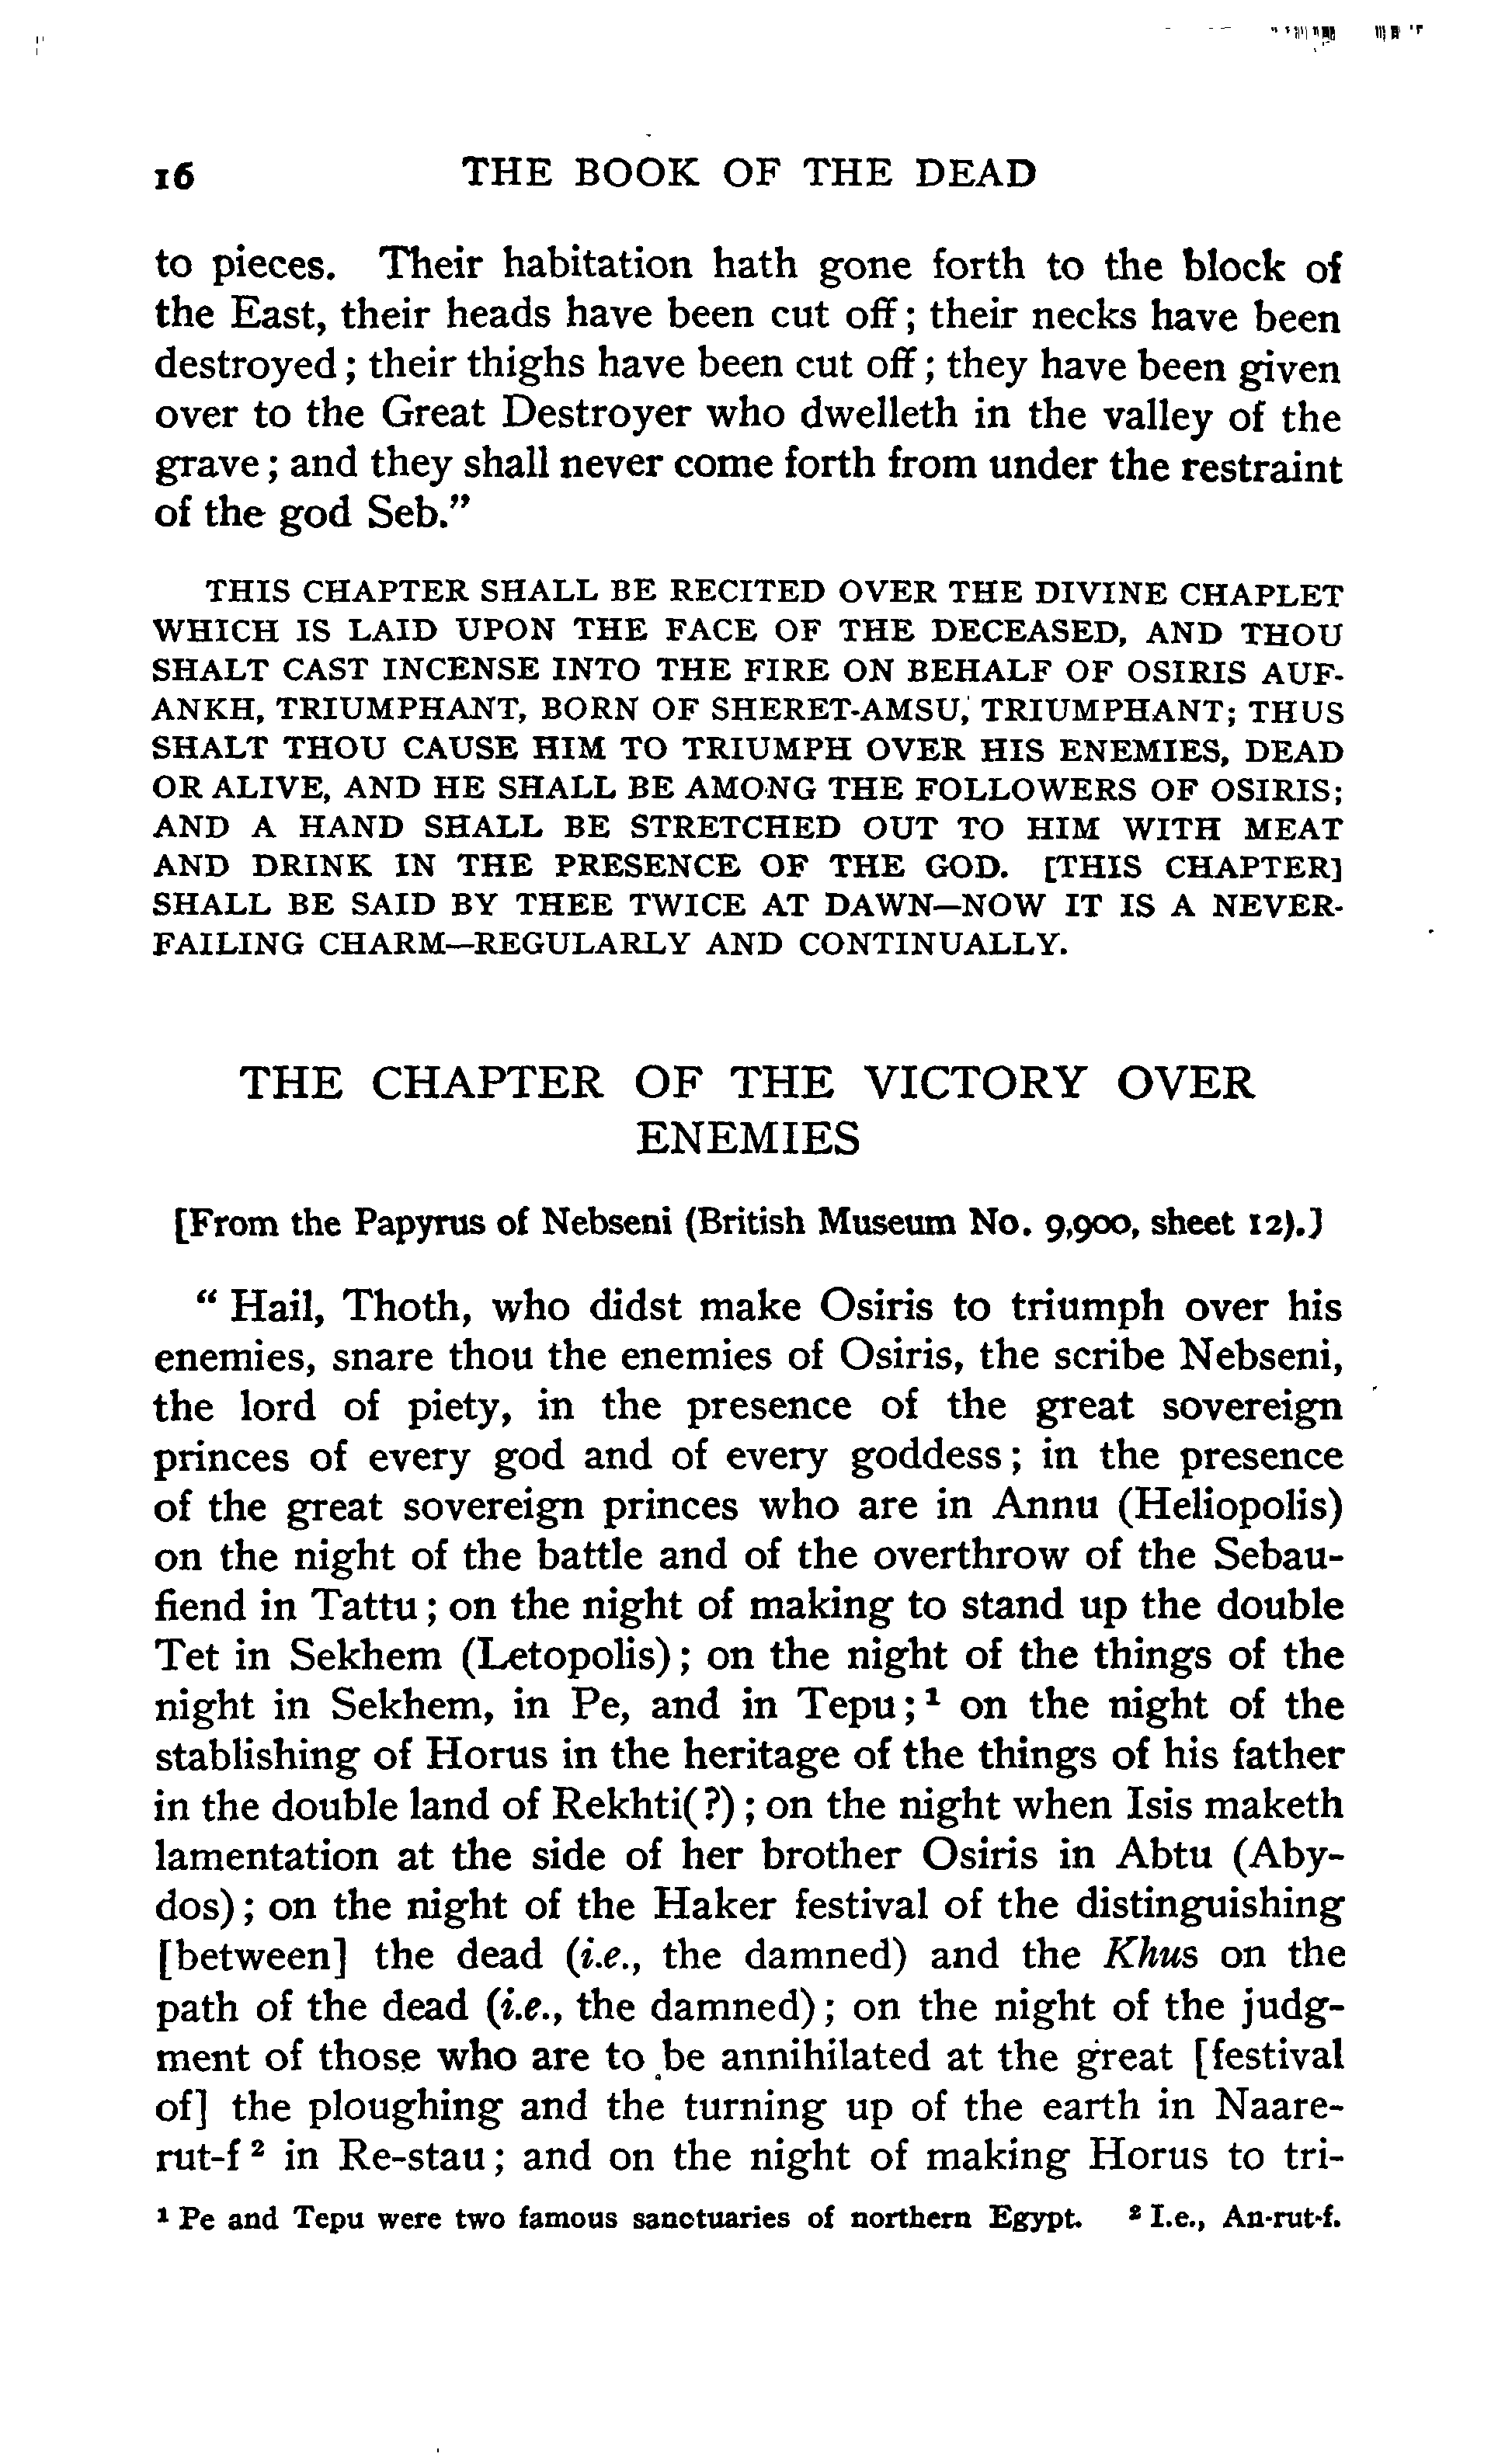 16 THE BOOK OF THE DEAD
to pieces. Their habitation hath gone forth to the block of
the East, their heads have been cut off; their necks have been
destroyed; their thighs have been cut off; they have been given
over to the Great Destroyer who dwelleth in the valley of the
grave; and they shall never come forth from under the restraint
of the god Seb.”
THIS CHAPTER SHALL BE RECITED OVER THE DIVINE CHAPLET
WHICH IS LAID UPON THE FACE OF THE DECEASED, AND THOU
SHALT CAST INCENSE INTO THE FIRE ON BEHALF OF OSIRIS AUF-
ANKH, TRIUMPHANT, BORN OF SHERET-AMSU, TRIUMPHANT; THUS
SHALT THOU CAUSE HIM TO TRIUMPH OVER HIS ENEMIES, DEAD
OR ALIVE, AND HE SHALL BE AMONG THE FOLLOWERS OF OSIRIS;
AND A HAND SHALL BE STRETCHED OUT TO HIM WITH MEAT
AND DRINK IN THE PRESENCE OF THE GOD. [THIS CHAPTER]
SHALL BE SAID BY THEE TWICE AT DAWN—NOW IT IS A NEVER-
FAILING CHARM—REGULARLY AND CONTINUALLY.
THE CHAPTER OF THE VICTORY OVER
ENEMIES
[From the Papyrus of Nebseni (British Museum No. 9,900, sheet 12).]
“Hail, Thoth, who didst make Osiris to triumph over his
enemies, snare thou the enemies of Osiris, the scribe Nebseni,
the lord of piety, in the presence of the great sovereign
princes of every god and of every goddess; in the presence
of the great sovereign princes who are in Annu (Heliopolis)
on the night of the battle and of the overthrow of the Sebau-
fiend in Tattu; on the night of making to stand up the double
Tet in Sekhem (Letopolis); on the night of the things of the
night in Sekhem, in Pe, and in Tepu;¹ on the night of the
stablishing of Horus in the heritage of the things of his father
in the double land of Rekhti(?); on the night when Isis maketh
lamentation at the side of her brother Osiris in Abtu (Aby-
dos); on the night of the Haker festival of the distinguishing
[between] the dead (i.e., the damned) and the Khus on the
path of the dead (i.e., the damned); on the night of the judg-
ment of those who are to be annihilated at the great [festival
of] the ploughing and the turning up of the earth in Naare-
rut-f² in Re-stau; and on the night of making Horus to tri-
¹ Pe and Tepu were two famous sanctuaries of northern Egypt. ² I.e., An-rut-f.